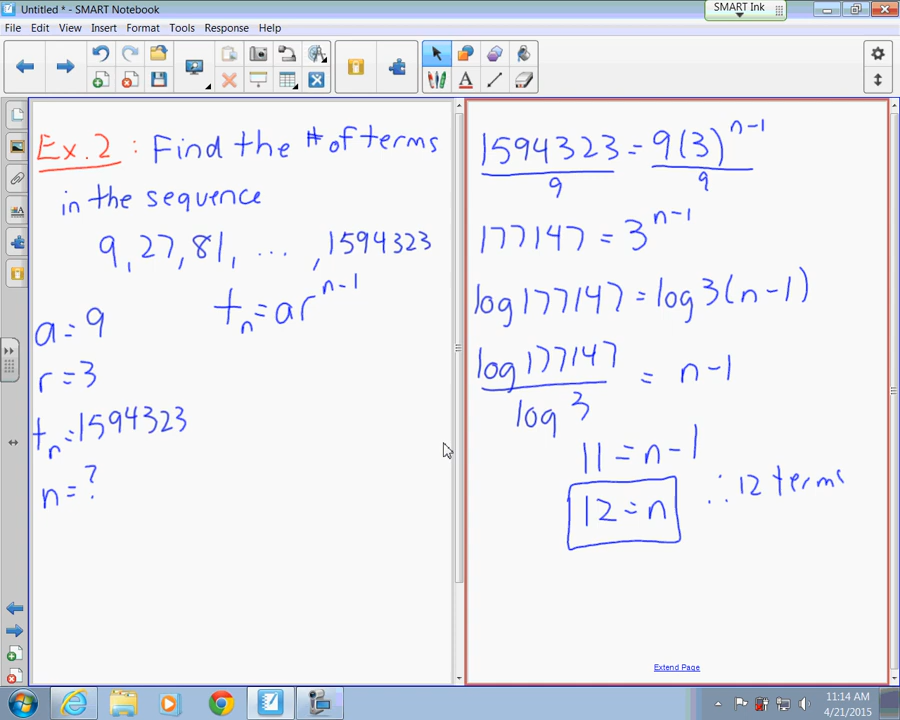 Untitled * - SMART Notebook
SMART Ink
File Edit View Insert Format Tools Response Help
Ex.2 : Find the # of terms
in the sequence
9, 27, 81, ... , 1594323
tn = ar^(n-1)
a = 9
r = 3
tn = 1594323
n = ?
1594323 = 9(3)^(n-1)
9 9
177147 = 3^(n-1)
log 177147 = log 3 (n-1)
log 177147
= n-1
log 3
11 = n-1
12 = n ∴ 12 terms
Extend Page
11:14 AM
4/21/2015